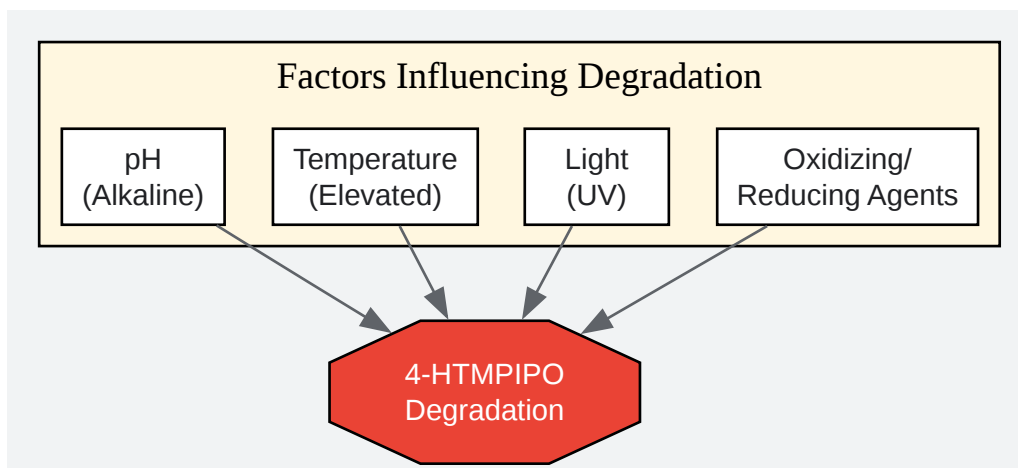 Factors Influencing Degradation
pH
(Alkaline)
Temperature
(Elevated)
Light
(UV)
Oxidizing/
Reducing Agents
4-HTMPIPO
Degradation